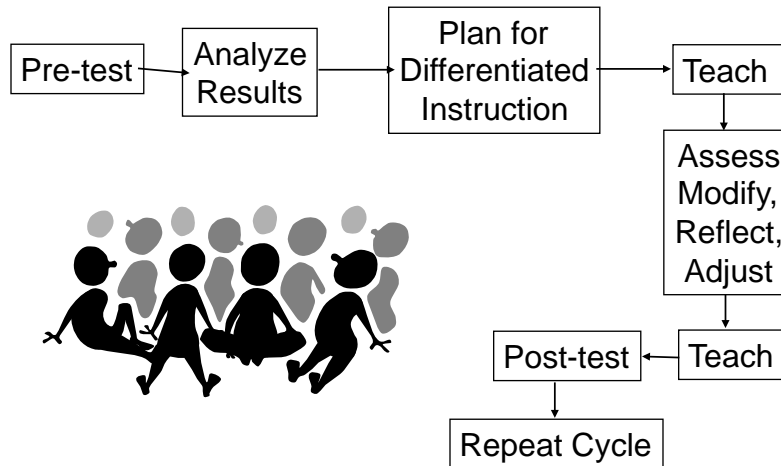 Pre-test
Analyze
Results
Plan for
Differentiated
Instruction
Teach
Assess
Modify,
Reflect,
Adjust
Teach
Post-test
Repeat Cycle